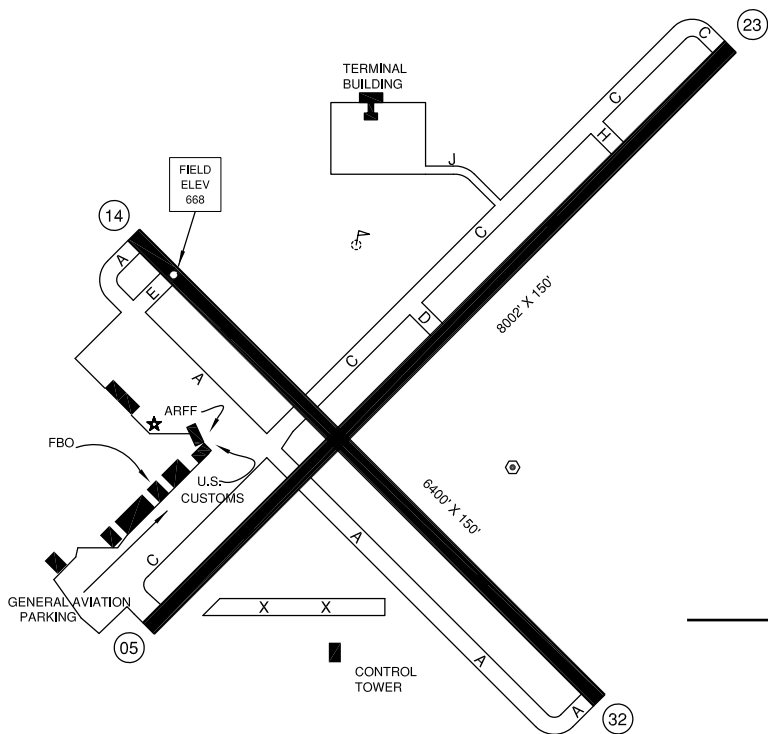 23
C
TERMINAL
BUILDING
C
H
J
FIELD
ELEV
668
14
C
A
E
8002' X 150'
D
C
A
ARFF
FBO
U.S.
CUSTOMS
6400' X 150'
A
C
GENERAL AVIATION
PARKING
X X
05
A
CONTROL
TOWER
A
32